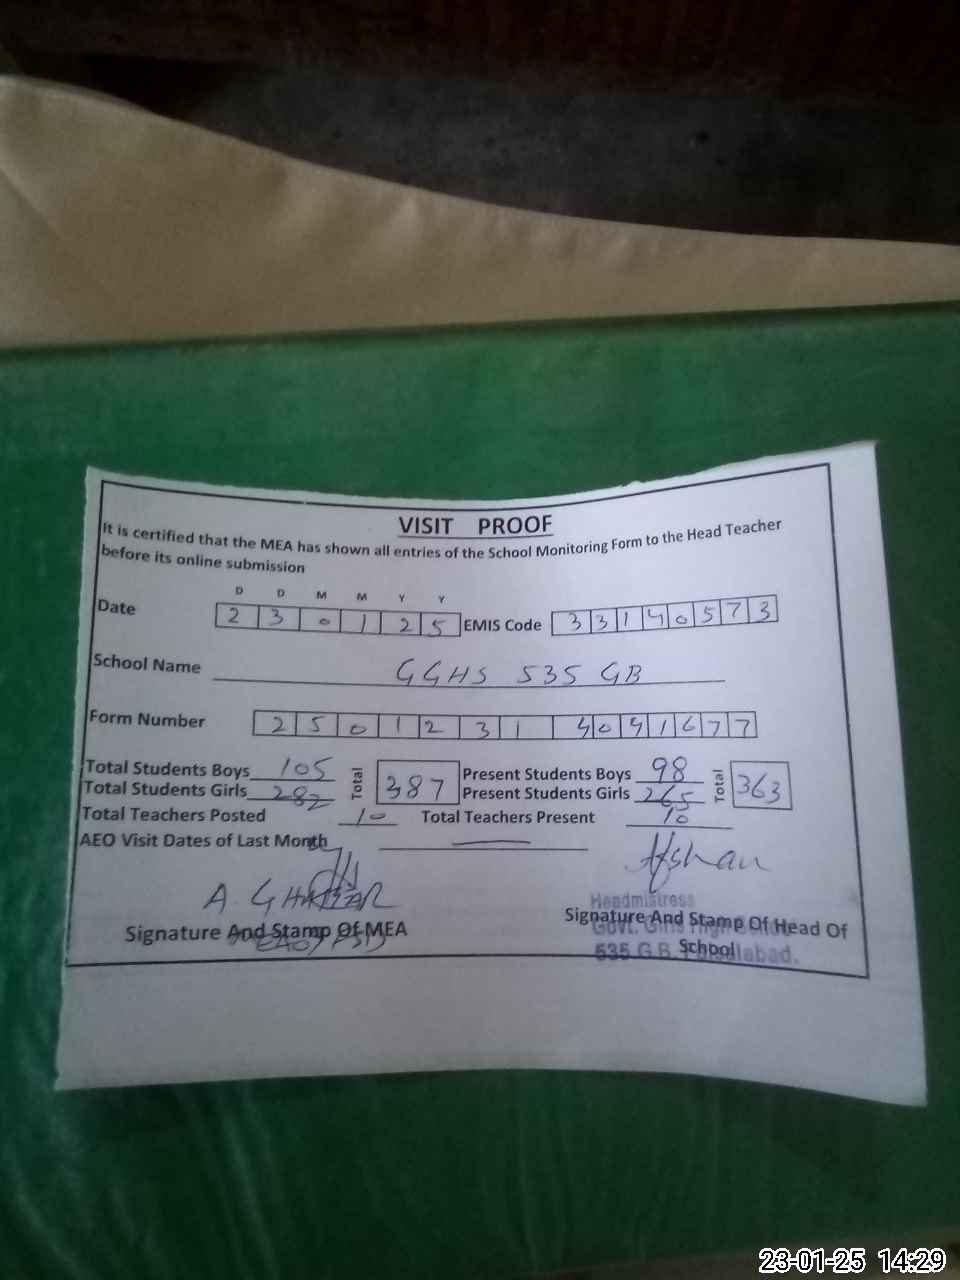 VISIT PROOF
It is certified that the MEA has shown all entries of the School Monitoring Form to the Head Teacher
before its online submission
D D M M Y Y
Date 2 3 0 1 2 5 EMIS Code 3 3 1 4 0 5 7 3
School Name GGHS 535 GB
Form Number 2 5 0 1 2 3 1 4 0 4 1 6 7 7
Total Students Boys 105 Total 387 Present Students Boys 98 Total 363
Total Students Girls 282 Present Students Girls 265
Total Teachers Posted 10 Total Teachers Present 10
AEO Visit Dates of Last Month
A. GHAFFAR Afshan
Headmistress
Signature And Stamp Of MEA Signature And Stamp Of Head Of
School
Govt. Girls High
535 G.B. Faisalabad.
23-01-25 14:29